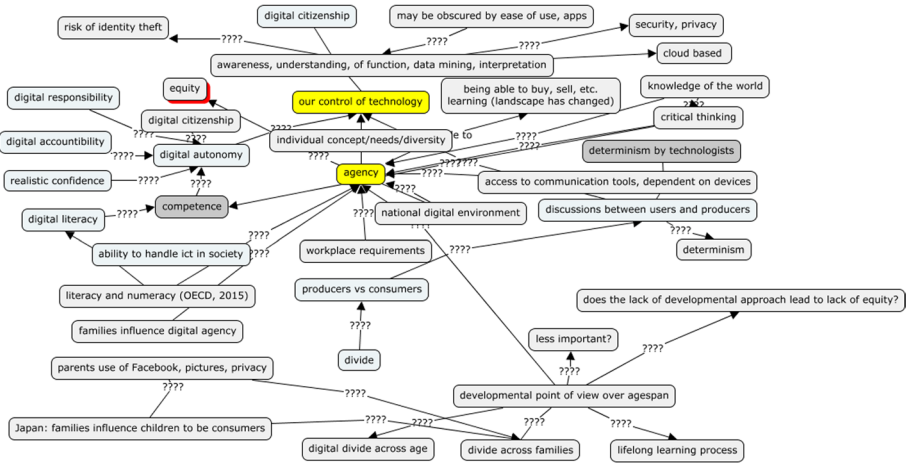 digital citizenship
may be obscured by ease of use, apps
risk of identity theft
security, privacy
????
????
????
cloud based
awareness, understanding, of function, data mining, interpretation
equity
being able to buy, sell, etc.
learning (landscape has changed)
knowledge of the world
digital responsibility
our control of technology
????
digital citizenship
critical thinking
????
????
????
individual concept/needs/diversity
e to
????
digital accountibility
????
digital autonomy
????
????????
determinism by technologists
agency
????
realistic confidence
????
????
????
access to communication tools, dependent on devices
competence
digital literacy
????
????
national digital environment
discussions between users and producers
????
????
????
workplace requirements
????
determinism
ability to handle ict in society
????
producers vs consumers
literacy and numeracy (OECD, 2015)
does the lack of developmental approach lead to lack of equity?
families influence digital agency
????
less important?
????
divide
parents use of Facebook, pictures, privacy
????
????
????
developmental point of view over agespan
Japan: families influence children to be consumers
????
????
????
????
digital divide across age
divide across families
lifelong learning process